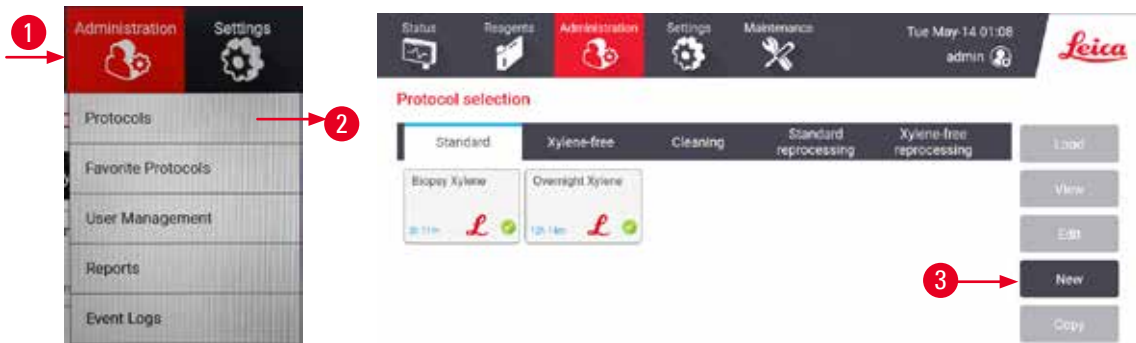 1
Administration
Settings
Protocols
2
Favorite Protocols
User Management
Reports
Event Logs
Status
Reagents
Administration
Settings
Maintenance
Tue May-14 01:08
admin
Leica
Protocol selection
Standard
Xylene-free
Cleaning
Standard
reprocessing
Xylene-free
reprocessing
Biopsy Xylene
L
Overnight Xylene
12h 14m
L
Load
View
Edit
3
New
Copy